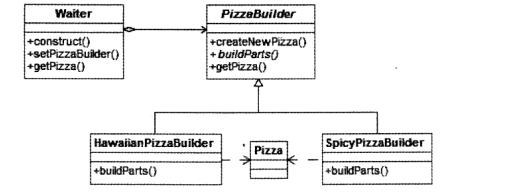 Waiter
+construct()
+setPizzaBuilder()
+getPizza()
PizzaBuilder
+createNewPizza()
+ buildParts()
+getPizza()
HawaiianPizzaBuilder
+buildParts()
Pizza
SpicyPizzaBuilder
+buildParts()